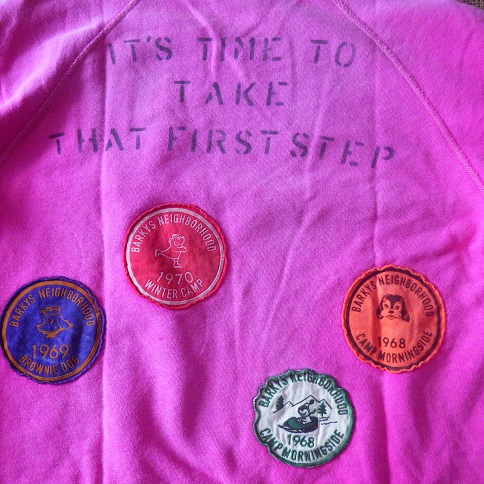 IT'S TIME TO
TAKE
THAT FIRST STEP
BARKYS NEIGHBORHOOD
1970
WINTER CAMP
BARKYS NEIGHBORHOOD
1969
BROWNIE DOG
BARKYS NEIGHBORHOOD
1968
CAMP MORNINGSIDE
BARKYS NEIGHBORHOOD
1968
CAMP MORNINGSIDE